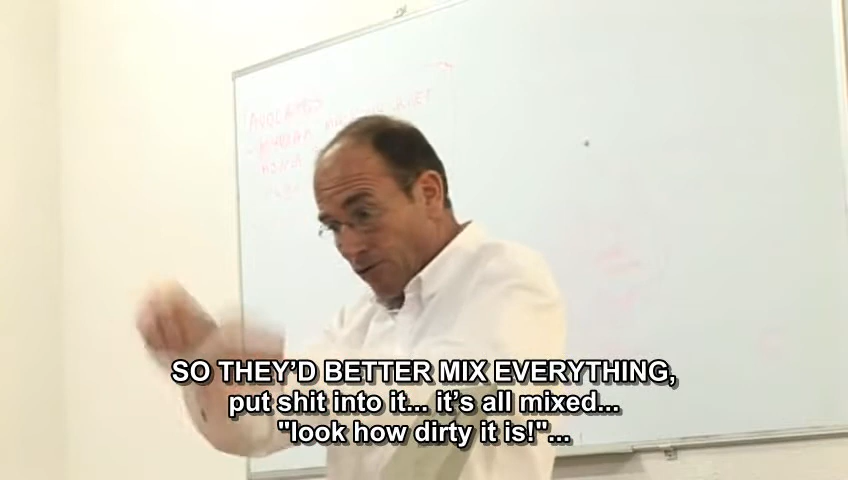 SO THEY'D BETTER MIX EVERYTHING,
put shit into it... it's all mixed...
"look how dirty it is!"...